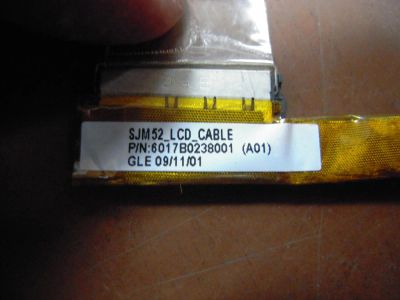 SJM52_LCD_CABLE
P/N:6017B0238001 (A01)
GLE 09/11/01